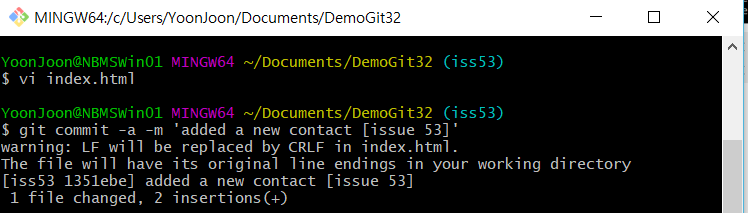 MINGW64:/c/Users/YoonJoon/Documents/DemoGit32
YoonJoon@NBMSWin01 MINGW64 ~/Documents/DemoGit32 (iss53)
$ vi index.html
YoonJoon@NBMSWin01 MINGW64 ~/Documents/DemoGit32 (iss53)
$ git commit -a -m 'added a new contact [issue 53]'
warning: LF will be replaced by CRLF in index.html.
The file will have its original line endings in your working directory
[iss53 1351ebe] added a new contact [issue 53]
 1 file changed, 2 insertions(+)